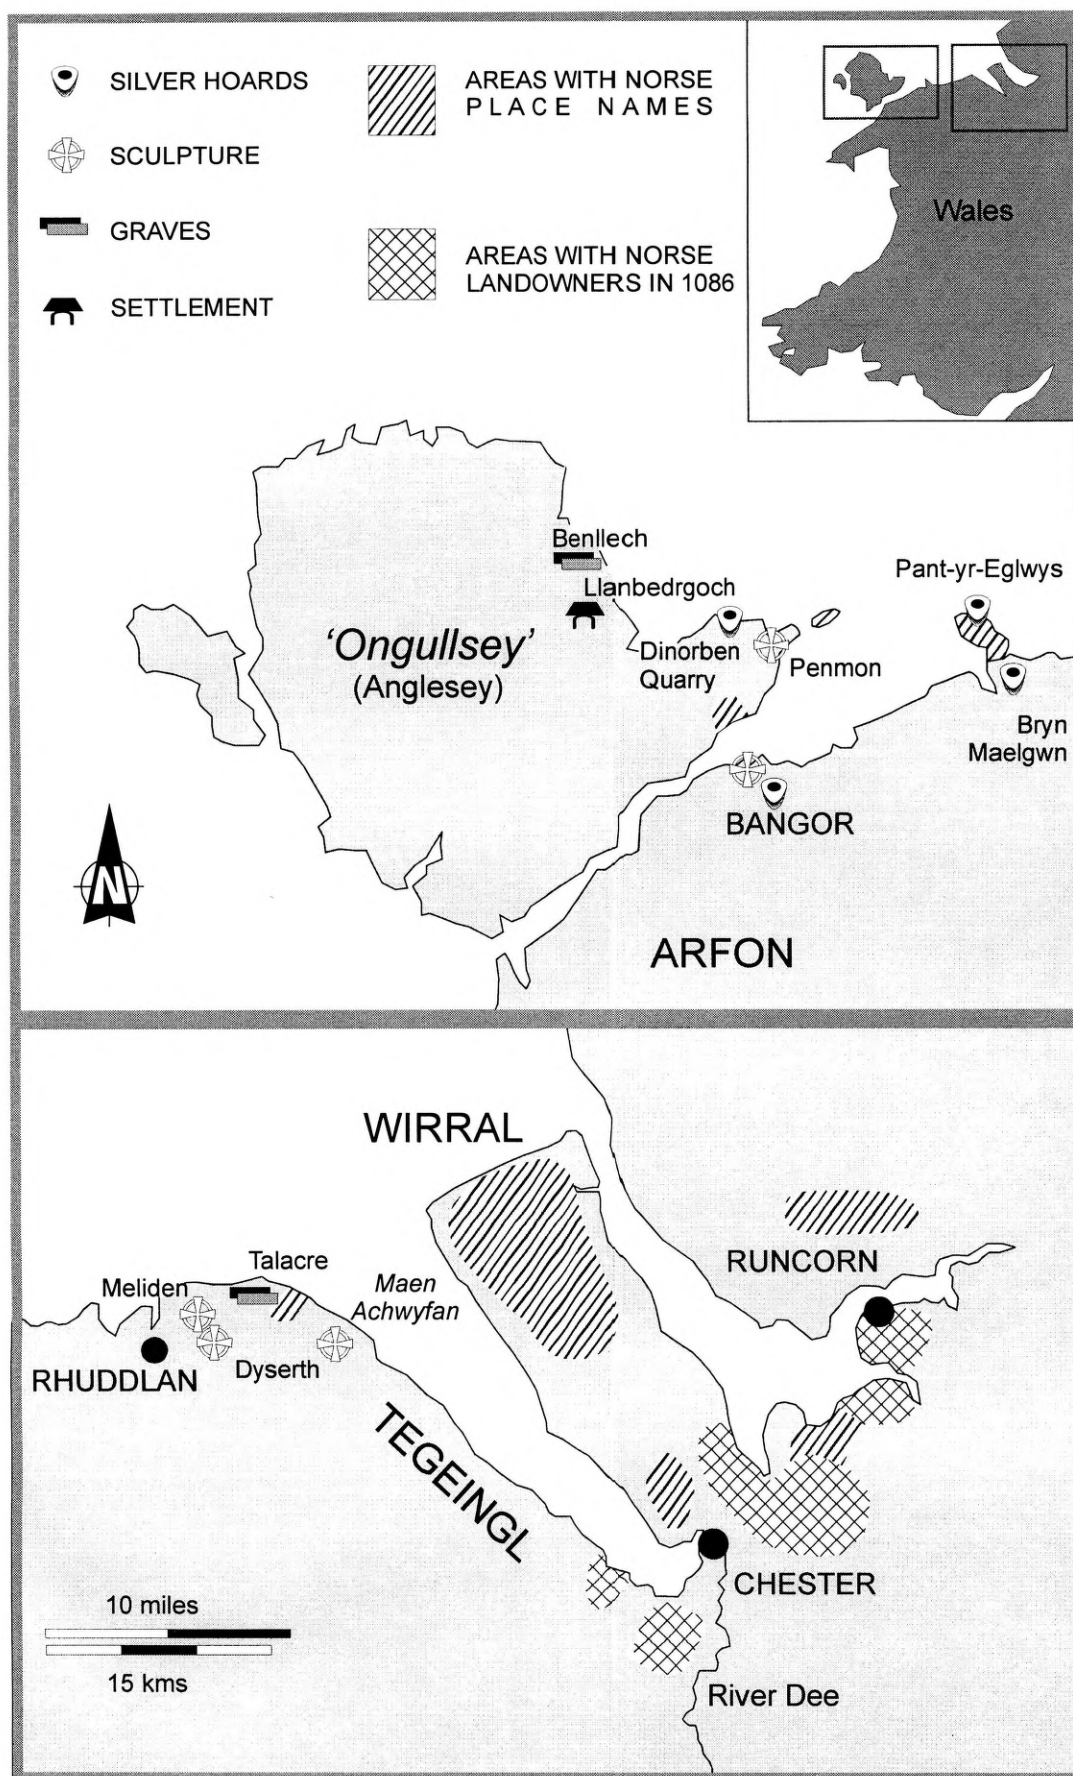 SILVER HOARDS
SCULPTURE
GRAVES
SETTLEMENT
AREAS WITH NORSE
PLACE NAMES
AREAS WITH NORSE
LANDOWNERS IN 1086
Wales
Benllech
Llanbedrgoch
Pant-yr-Eglwys
'Ongullsey'
(Anglesey)
Dinorben
Quarry
Penmon
Bryn
Maelgwn
BANGOR
N
ARFON
WIRRAL
Talacre
Meliden
Maen
Achwyfan
RUNCORN
RHUDDLAN
Dyserth
TEGEINGL
CHESTER
10 miles
15 kms
River Dee